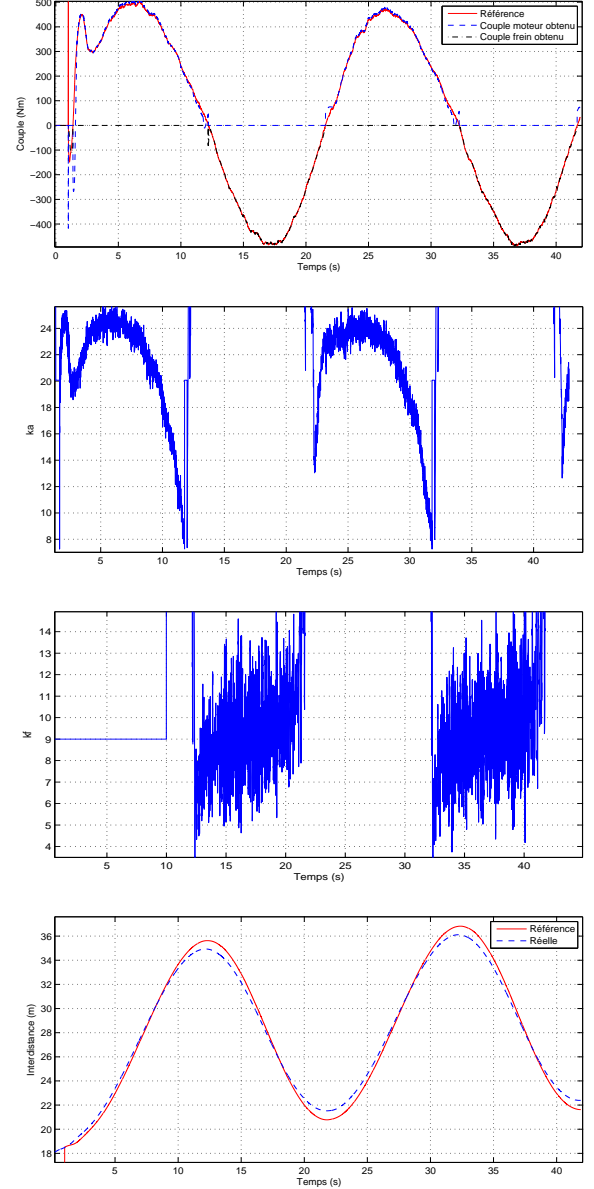 500
400
300
200
100
0
−100
−200
−300
−400
Couple (Nm)
Référence
Couple moteur obtenu
Couple frein obtenu
0 5 10 15 20 25 30 35 40
Temps (s)
24
22
20
18
16
14
12
10
8
ka
5 10 15 20 25 30 35 40
Temps (s)
14
13
12
11
10
9
8
7
6
5
4
kf
5 10 15 20 25 30 35 40
Temps (s)
36
34
32
30
28
26
24
22
20
18
Interdistance (m)
Référence
Réelle
5 10 15 20 25 30 35 40
Temps (s)